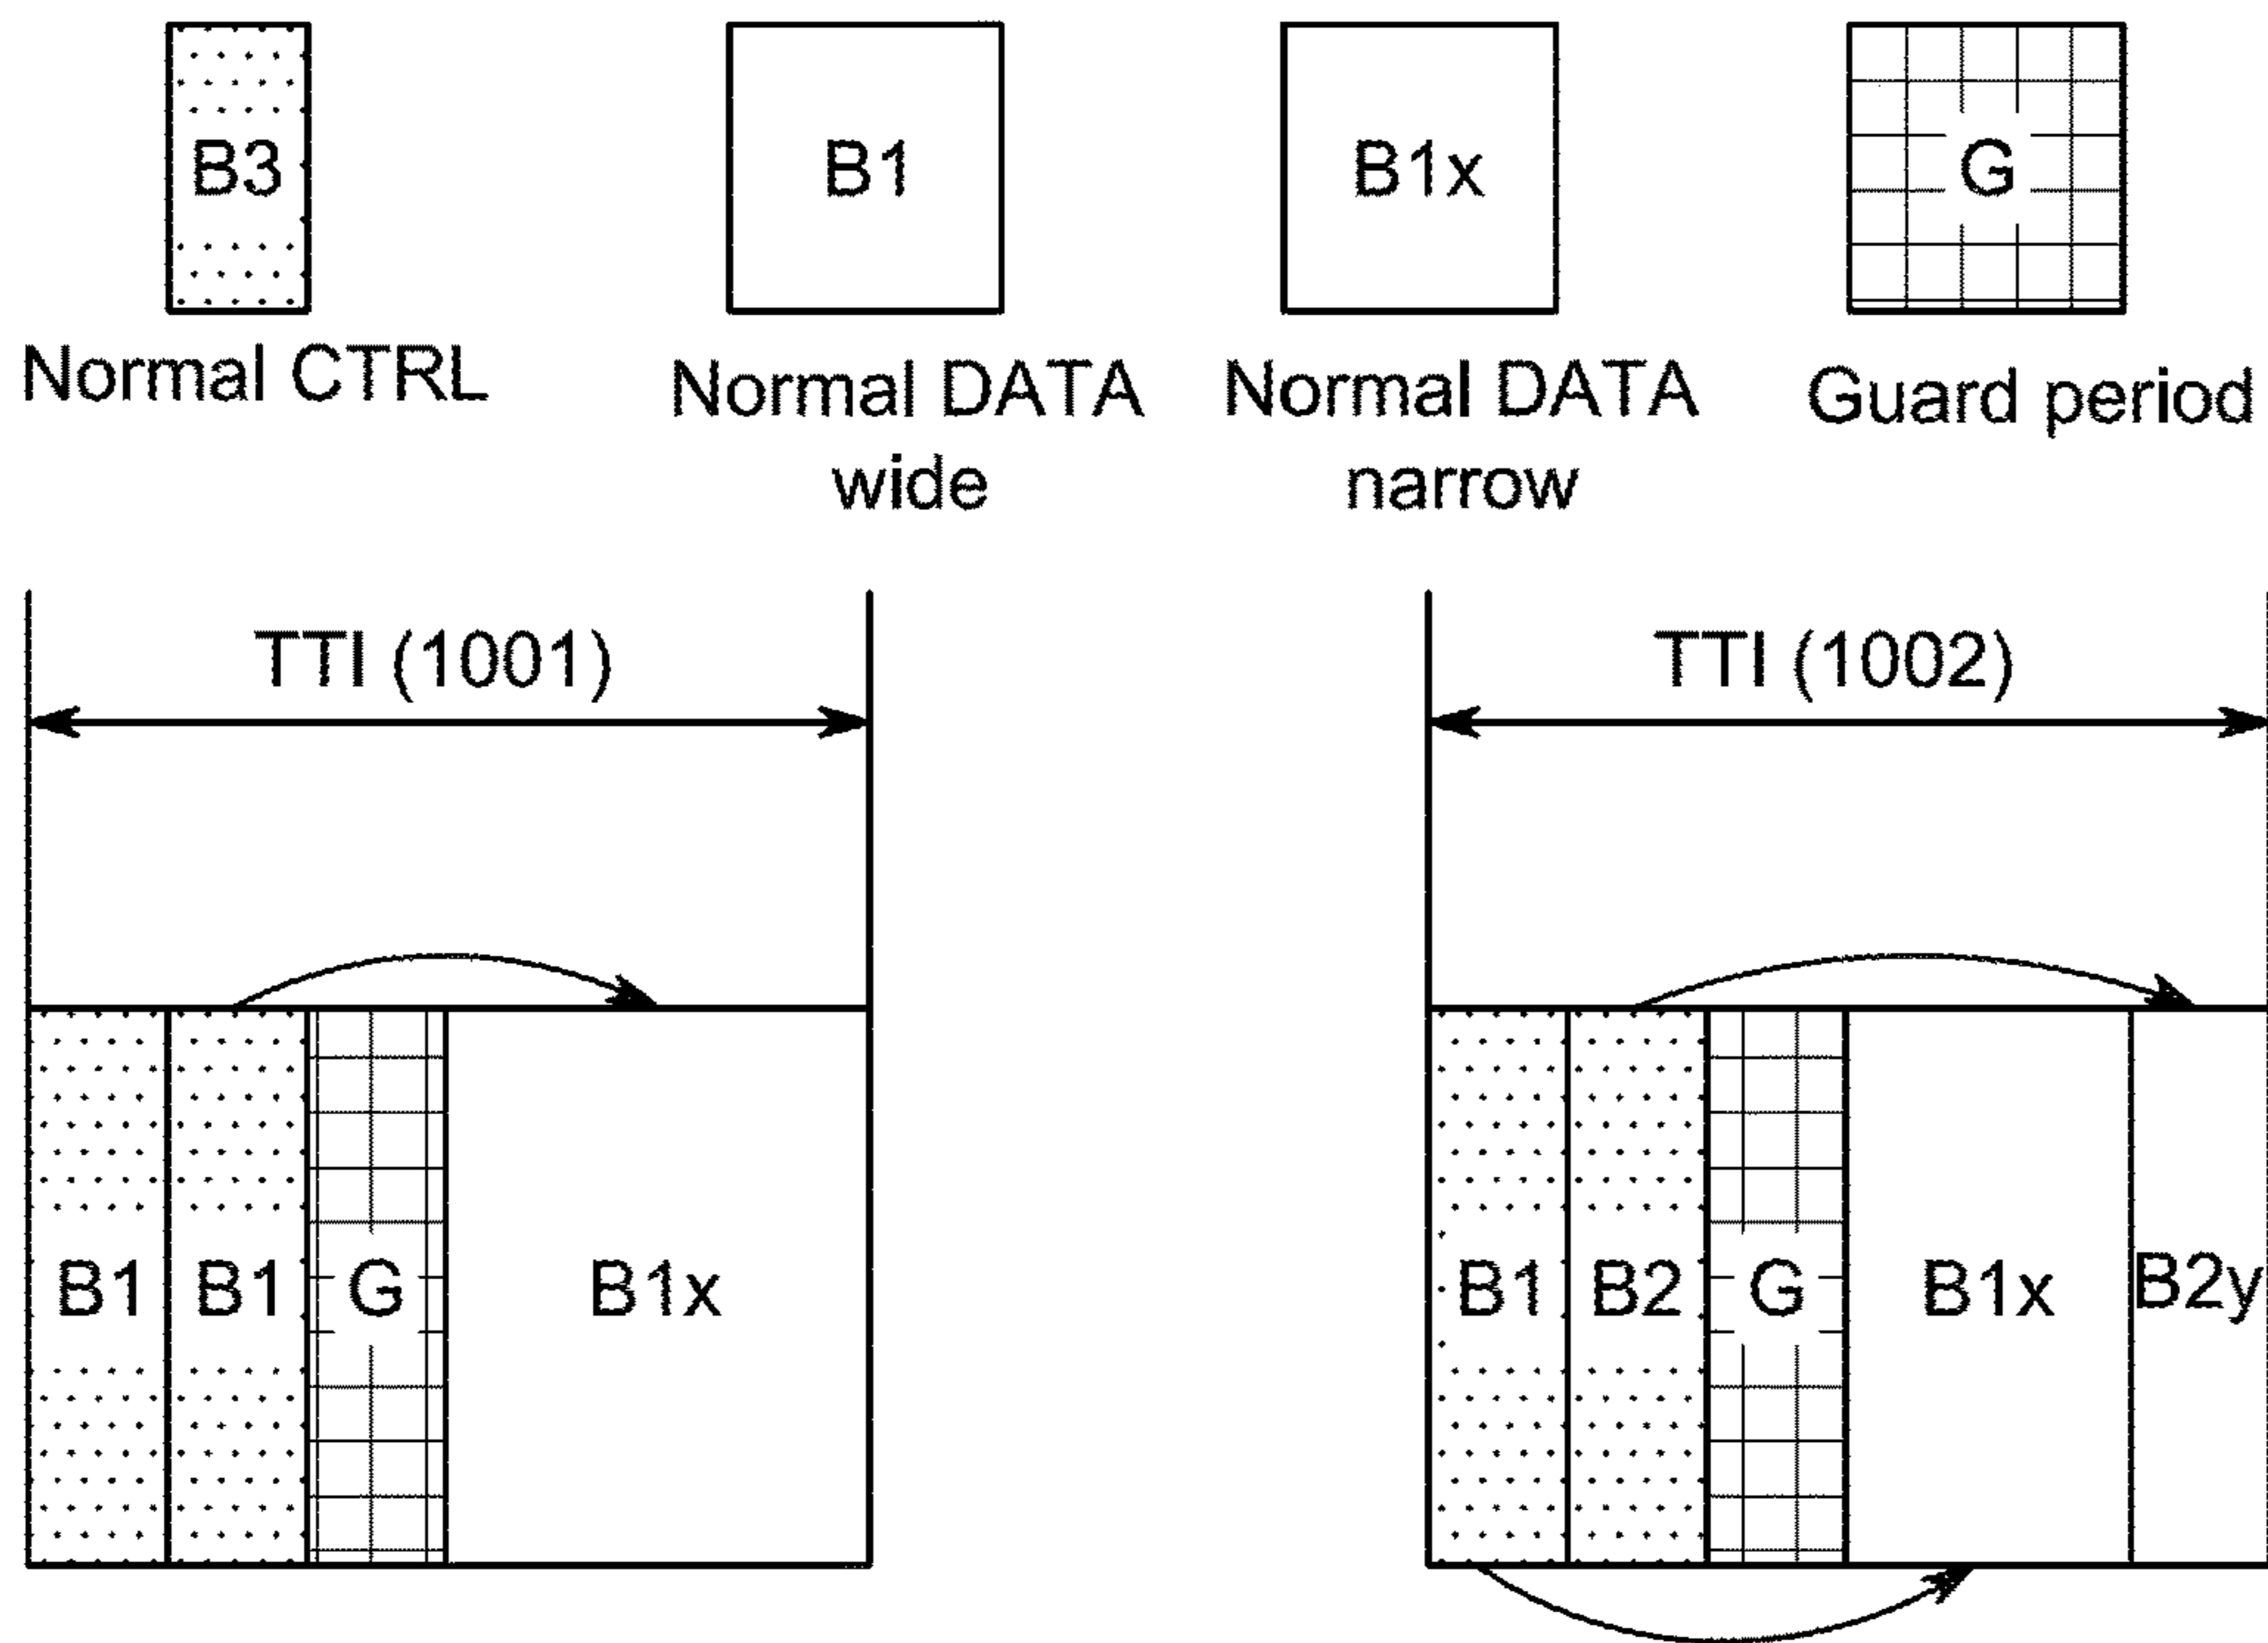 B3
B1
B1x
G
Normal CTRL
Normal DATA
wide
Normal DATA
narrow
Guard period
TTI (1001)
TTI (1002)
B1
B1
G
B1x
B1
B2
G
B1x
B2y